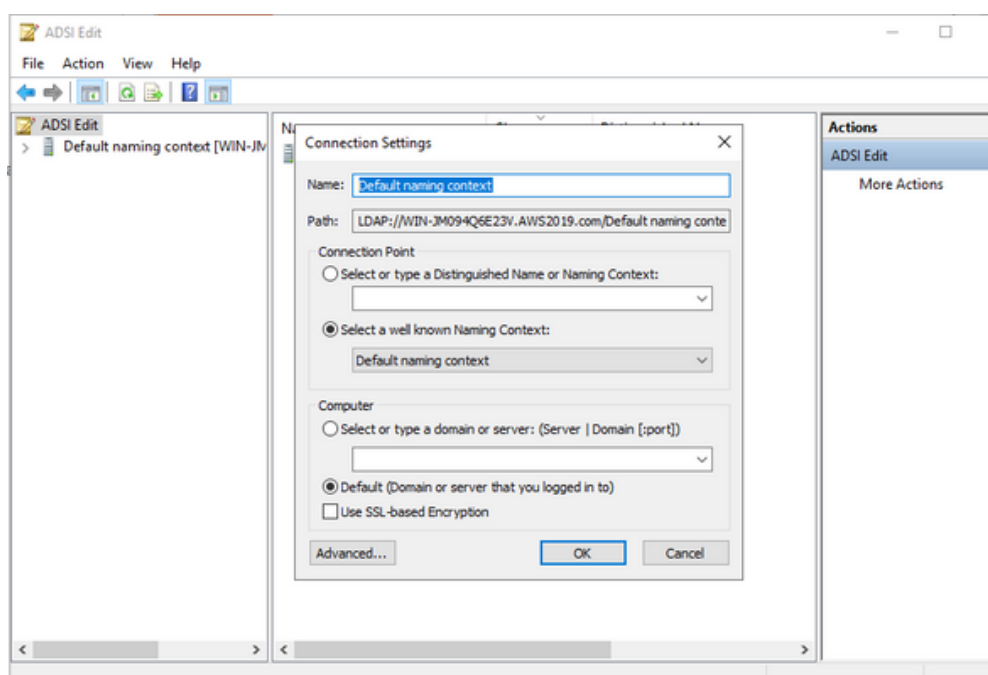 ADSI Edit
File Action View Help
ADSI Edit
Default naming context [WIN-JM
Connection Settings
Name: Default naming context
Path: LDAP://WIN-JM094Q6E23V.AWS2019.com/Default naming conte
Connection Point
Select or type a Distinguished Name or Naming Context:
Select a well known Naming Context:
Default naming context
Computer
Select or type a domain or server: (Server | Domain [:port])
Default (Domain or server that you logged in to)
Use SSL-based Encryption
Advanced... OK Cancel
Actions
ADSI Edit
More Actions